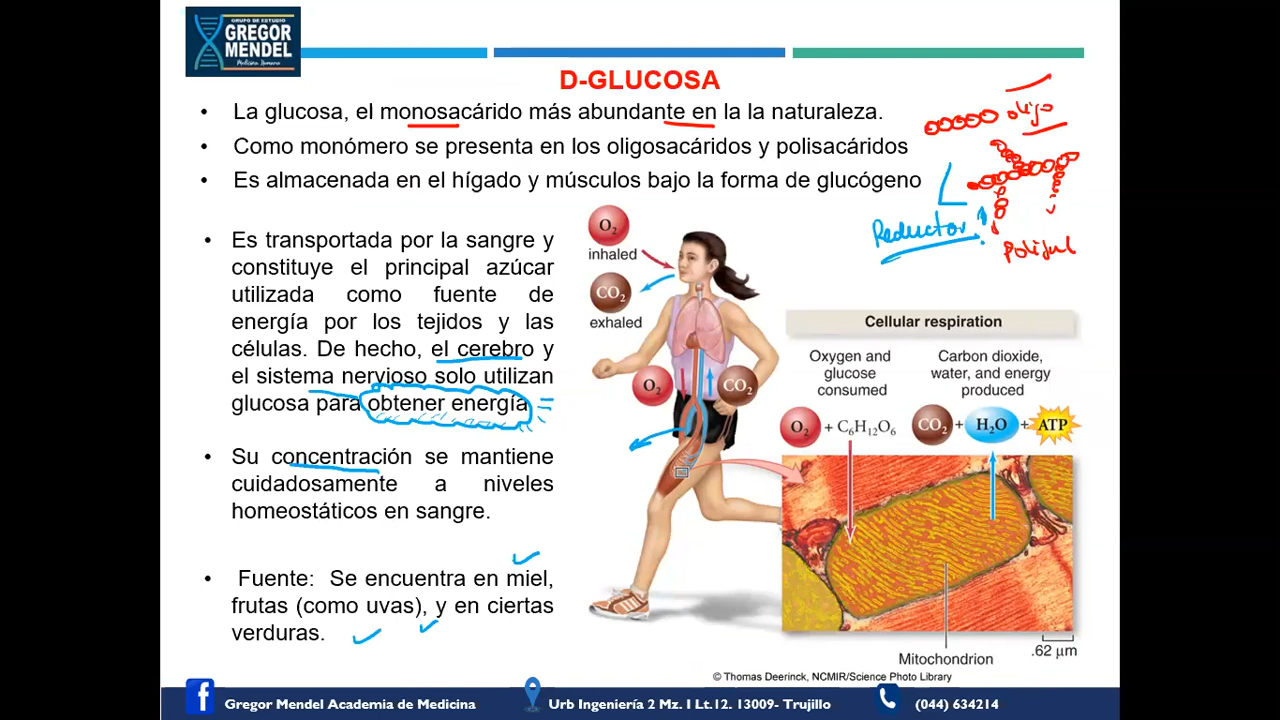 GRUPO DE ESTUDIO
GREGOR
MENDEL
Medicina Humana
D-GLUCOSA
• La glucosa, el monosacárido más abundante en la la naturaleza.
• Como monómero se presenta en los oligosacáridos y polisacáridos
• Es almacenada en el hígado y músculos bajo la forma de glucógeno
oligo
Reductor
• Es transportada por la sangre y
constituye el principal azúcar
utilizada como fuente de
energía por los tejidos y las
células. De hecho, el cerebro y
el sistema nervioso solo utilizan
glucosa para obtener energía
• Su concentración se mantiene
cuidadosamente a niveles
homeostáticos en sangre.
• Fuente: Se encuentra en miel,
frutas (como uvas), y en ciertas
verduras.
O2
inhaled
CO2
exhaled
O2
CO2
Cellular respiration
Oxygen and
glucose
consumed
Carbon dioxide,
water, and energy
produced
O2 + C6H12O6
CO2 + H2O + ATP
Mitochondrion
.62 µm
© Thomas Deerinck, NCMIR/Science Photo Library
f Gregor Mendel Academia de Medicina
Urb Ingeniería 2 Mz. I Lt.12. 13009- Trujillo
(044) 634214